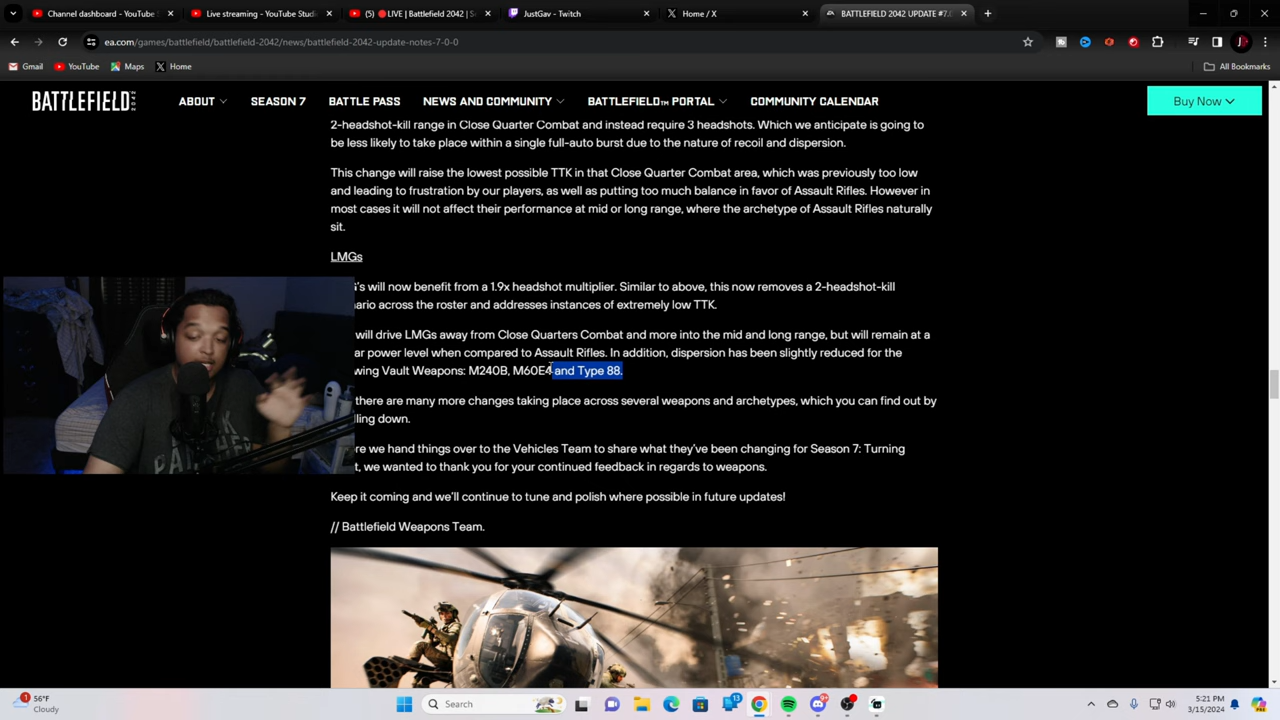 Channel dashboard - YouTube S
Live streaming - YouTube Studi
(5) 🔴LIVE | Battlefield 2042 | S
JustGav - Twitch
Home / X
BATTLEFIELD 2042 UPDATE #7.0
ea.com/games/battlefield/battlefield-2042/news/battlefield-2042-update-notes-7-0-0
Gmail
YouTube
Maps
Home
All Bookmarks
BATTLEFIELD 2042
ABOUT
SEASON 7
BATTLE PASS
NEWS AND COMMUNITY
BATTLEFIELD™ PORTAL
COMMUNITY CALENDAR
Buy Now
2-headshot-kill range in Close Quarter Combat and instead require 3 headshots. Which we anticipate is going to
be less likely to take place within a single full-auto burst due to the nature of recoil and dispersion.
This change will raise the lowest possible TTK in that Close Quarter Combat area, which was previously too low
and leading to frustration by our players, as well as putting too much balance in favor of Assault Rifles. However in
most cases it will not affect their performance at mid or long range, where the archetype of Assault Rifles naturally
sit.
LMGs
's will now benefit from a 1.9x headshot multiplier. Similar to above, this now removes a 2-headshot-kill
ario across the roster and addresses instances of extremely low TTK.
will drive LMGs away from Close Quarters Combat and more into the mid and long range, but will remain at a
ar power level when compared to Assault Rifles. In addition, dispersion has been slightly reduced for the
wing Vault Weapons: M240B, M60E4 and Type 88.
there are many more changes taking place across several weapons and archetypes, which you can find out by
lling down.
re we hand things over to the Vehicles Team to share what they've been changing for Season 7: Turning
t, we wanted to thank you for your continued feedback in regards to weapons.
Keep it coming and we'll continue to tune and polish where possible in future updates!
// Battlefield Weapons Team.
1
56°F
Cloudy
Search
13
5:21 PM
3/15/2024